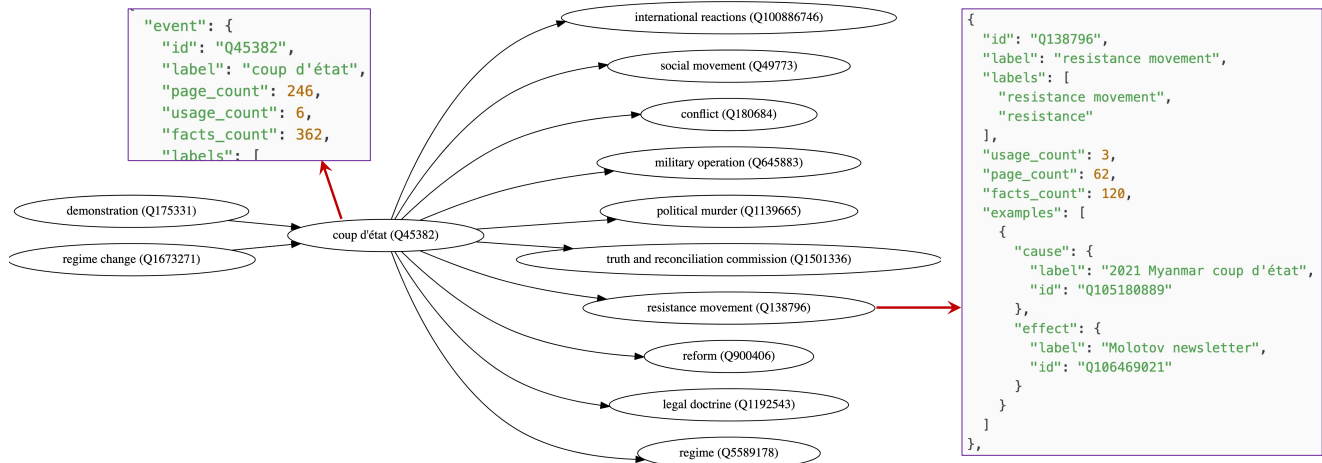 "event": {
"id": "Q45382",
"label": "coup d'état",
"page_count": 246,
"usage_count": 6,
"facts_count": 362,
"labels": [
demonstration (Q175331)
regime change (Q1673271)
coup d'état (Q45382)
international reactions (Q100886746)
social movement (Q49773)
conflict (Q180684)
military operation (Q645883)
political murder (Q1139665)
truth and reconciliation commission (Q1501336)
resistance movement (Q138796)
reform (Q900406)
legal doctrine (Q1192543)
regime (Q5589178)
{
"id": "Q138796",
"label": "resistance movement",
"labels": [
"resistance movement",
"resistance"
],
"usage_count": 3,
"page_count": 62,
"facts_count": 120,
"examples": [
{
"cause": {
"label": "2021 Myanmar coup d'état",
"id": "Q105180889"
},
"effect": {
"label": "Molotov newsletter",
"id": "Q106469021"
}
}
]
},